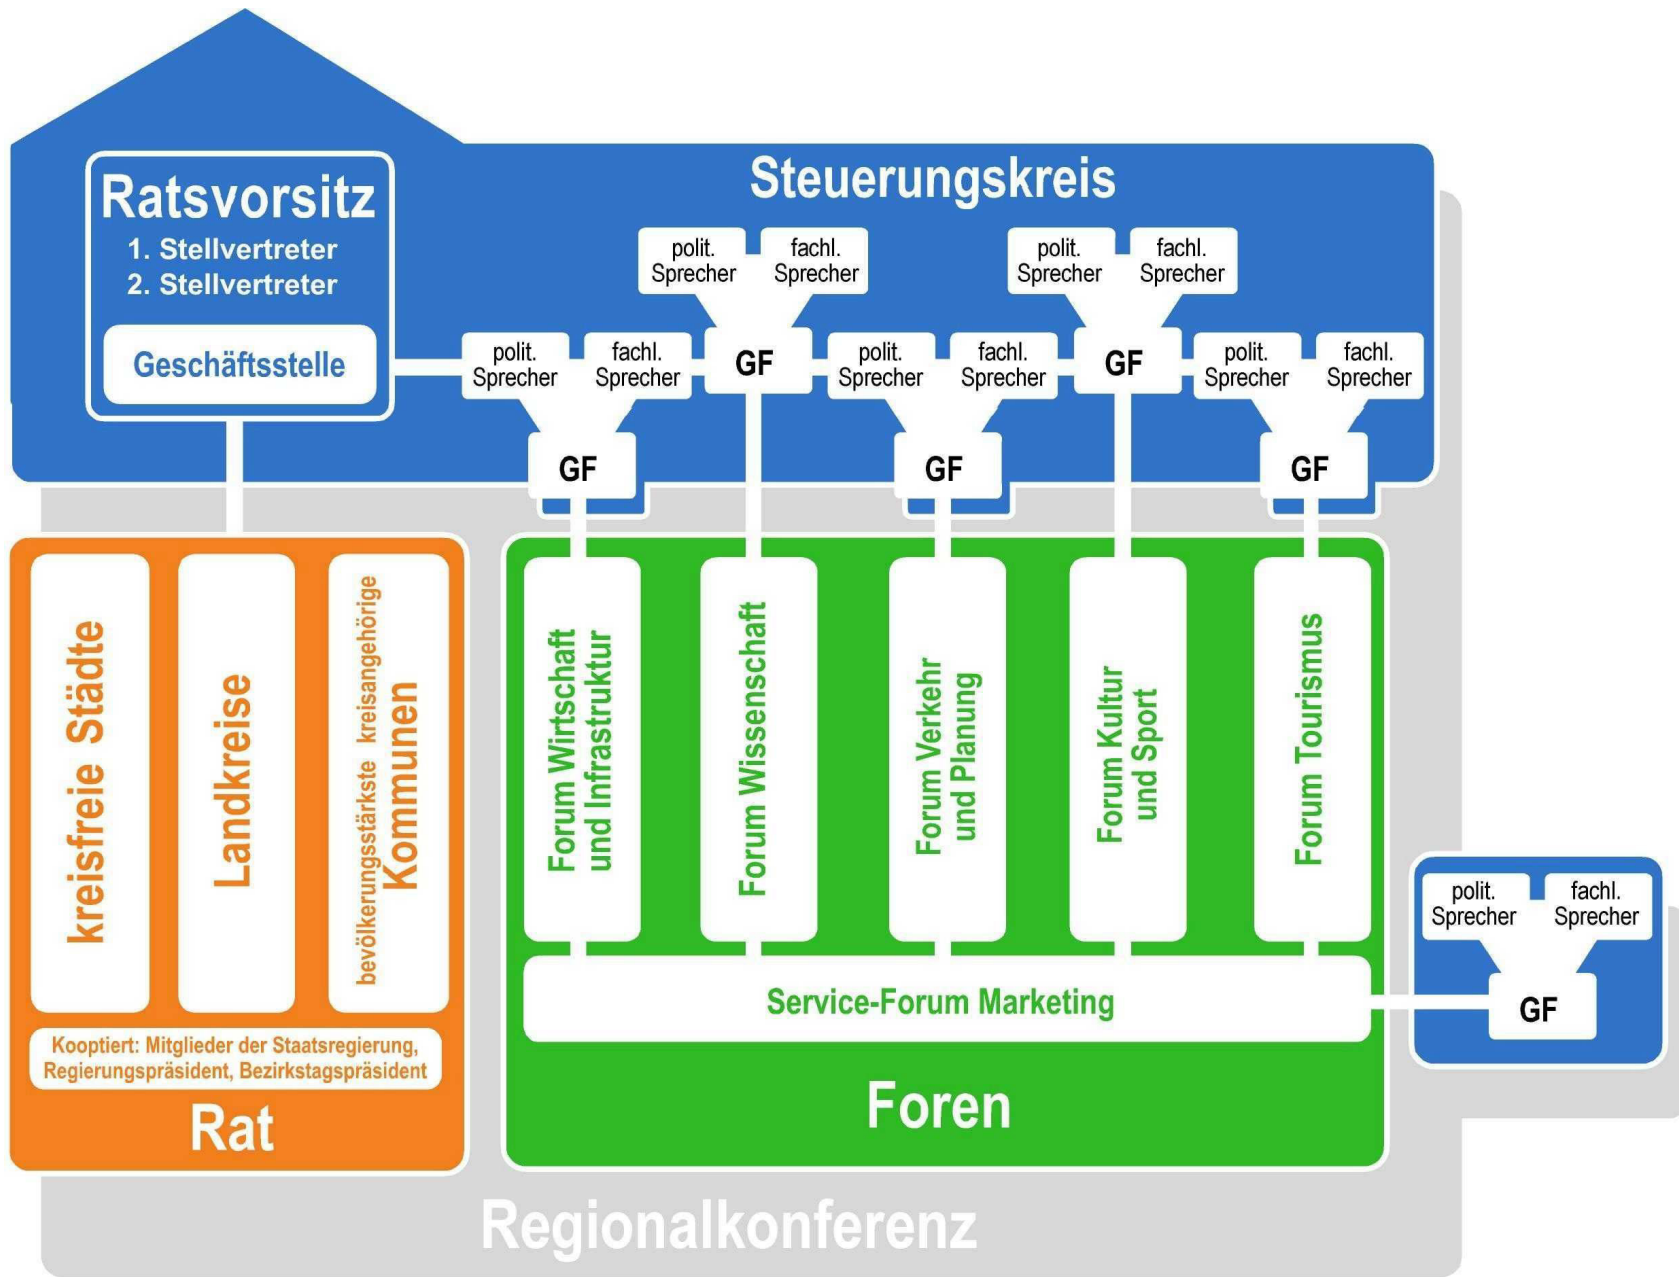 Steuerungskreis
Ratsvorsitz
1. Stellvertreter
2. Stellvertreter
Geschäftsstelle
polit.
Sprecher
fachl.
Sprecher
GF
polit.
Sprecher
fachl.
Sprecher
GF
polit.
Sprecher
fachl.
Sprecher
GF
polit.
Sprecher
fachl.
Sprecher
GF
polit.
Sprecher
fachl.
Sprecher
GF
kreisfreie Städte
Landkreise
bevölkerungsstärkste kreisangehörige
Kommunen
Kooptiert: Mitglieder der Staatsregierung,
Regierungspräsident, Bezirkstagspräsident
Rat
Forum Wirtschaft
und Infrastruktur
Forum Wissenschaft
Forum Verkehr
und Planung
Forum Kultur
und Sport
Forum Tourismus
Service-Forum Marketing
Foren
polit.
Sprecher
fachl.
Sprecher
GF
Regionalkonferenz